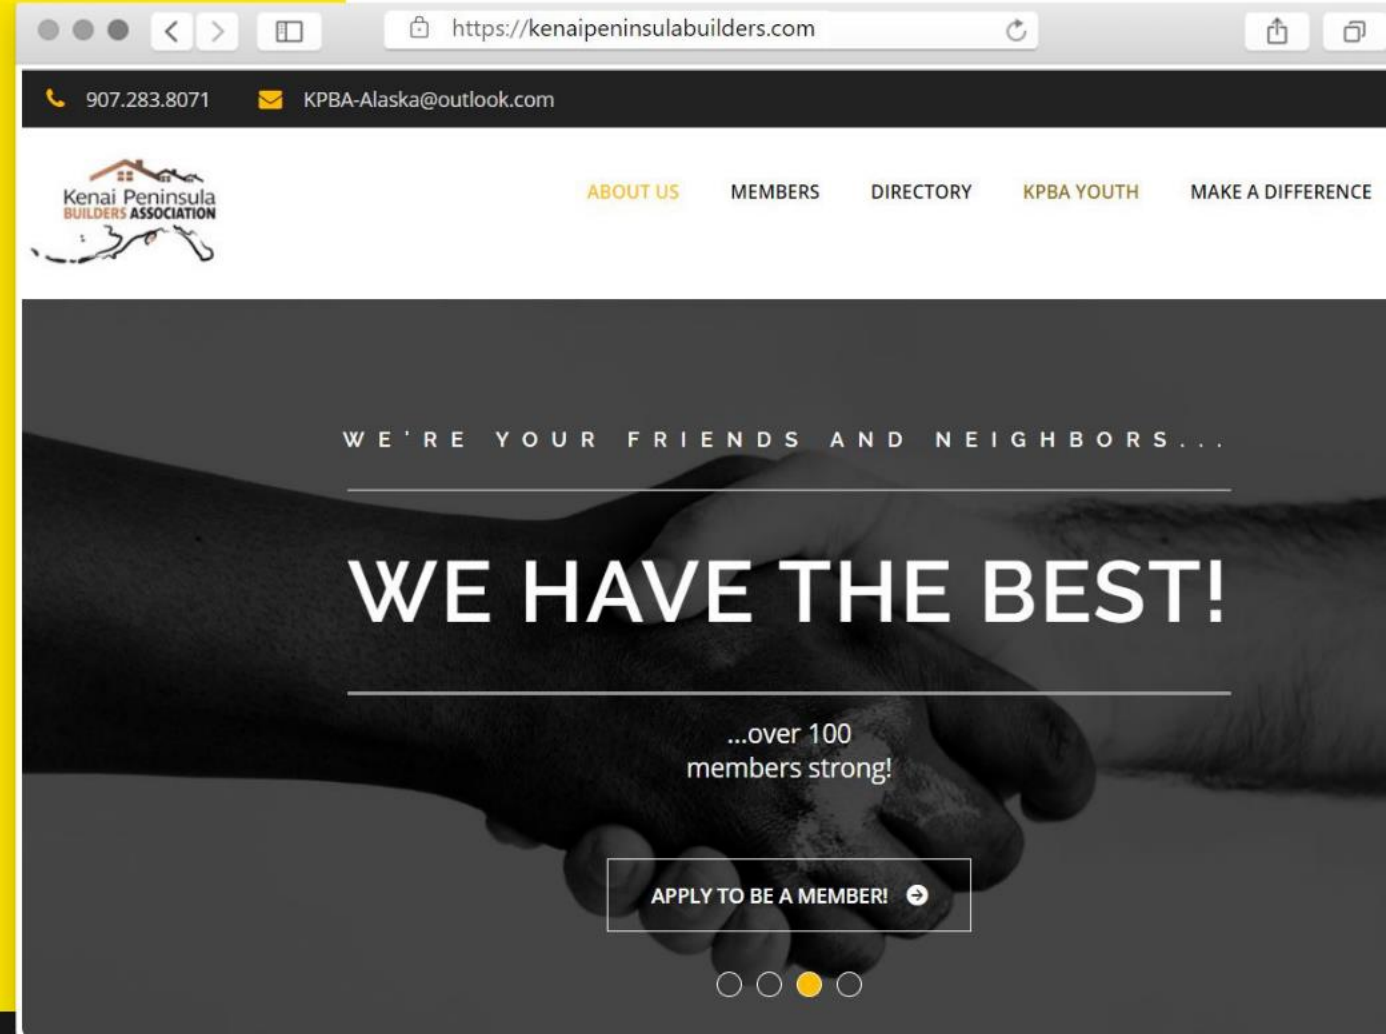 https://kenaipeninsulabuilders.com
907.283.8071 KPBA-Alaska@outlook.com
Kenai Peninsula
BUILDERS ASSOCIATION
ABOUT US MEMBERS DIRECTORY KPBA YOUTH MAKE A DIFFERENCE
WE'RE YOUR FRIENDS AND NEIGHBORS...
WE HAVE THE BEST!
...over 100
members strong!
APPLY TO BE A MEMBER!